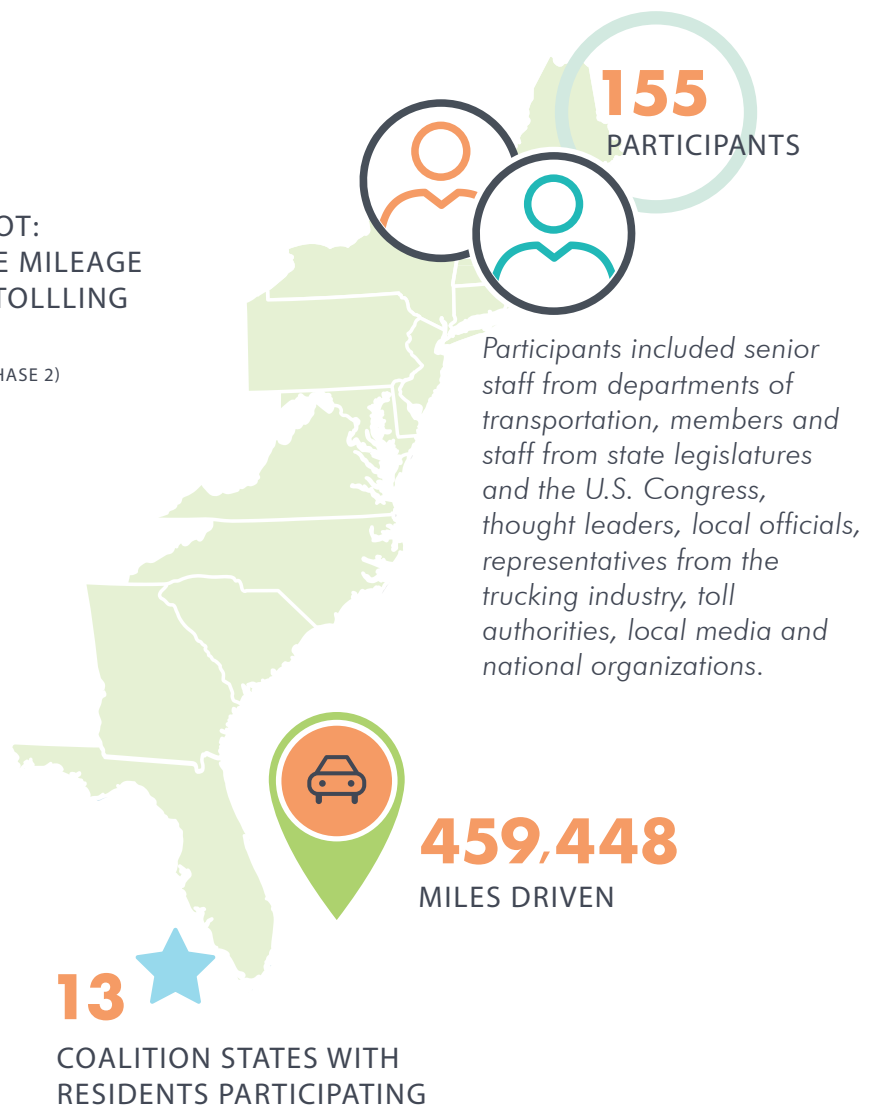 155
PARTICIPANTS
OT:
E MILEAGE
TOLLLING
HASE 2)
Participants included senior
staff from departments of
transportation, members and
staff from state legislatures
and the U.S. Congress,
thought leaders, local officials,
representatives from the
trucking industry, toll
authorities, local media and
national organizations.
459,448
MILES DRIVEN
13
COALITION STATES WITH
RESIDENTS PARTICIPATING